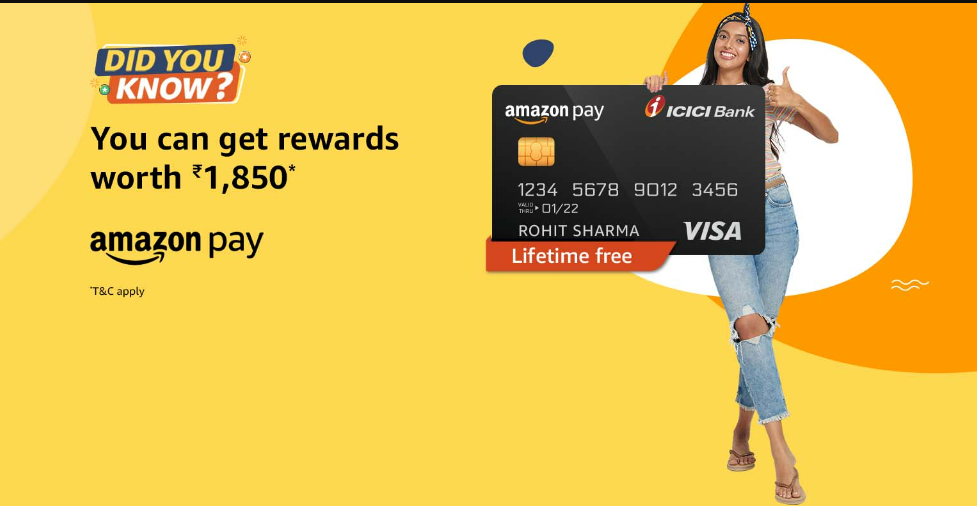 DID YOU
KNOW?
You can get rewards
worth ₹1,850*
amazon pay
*T&C apply
amazon pay
i ICICI Bank
1234 5678 9012 3456
VALID
THRU ▸ 01/22
ROHIT SHARMA
VISA
Lifetime free